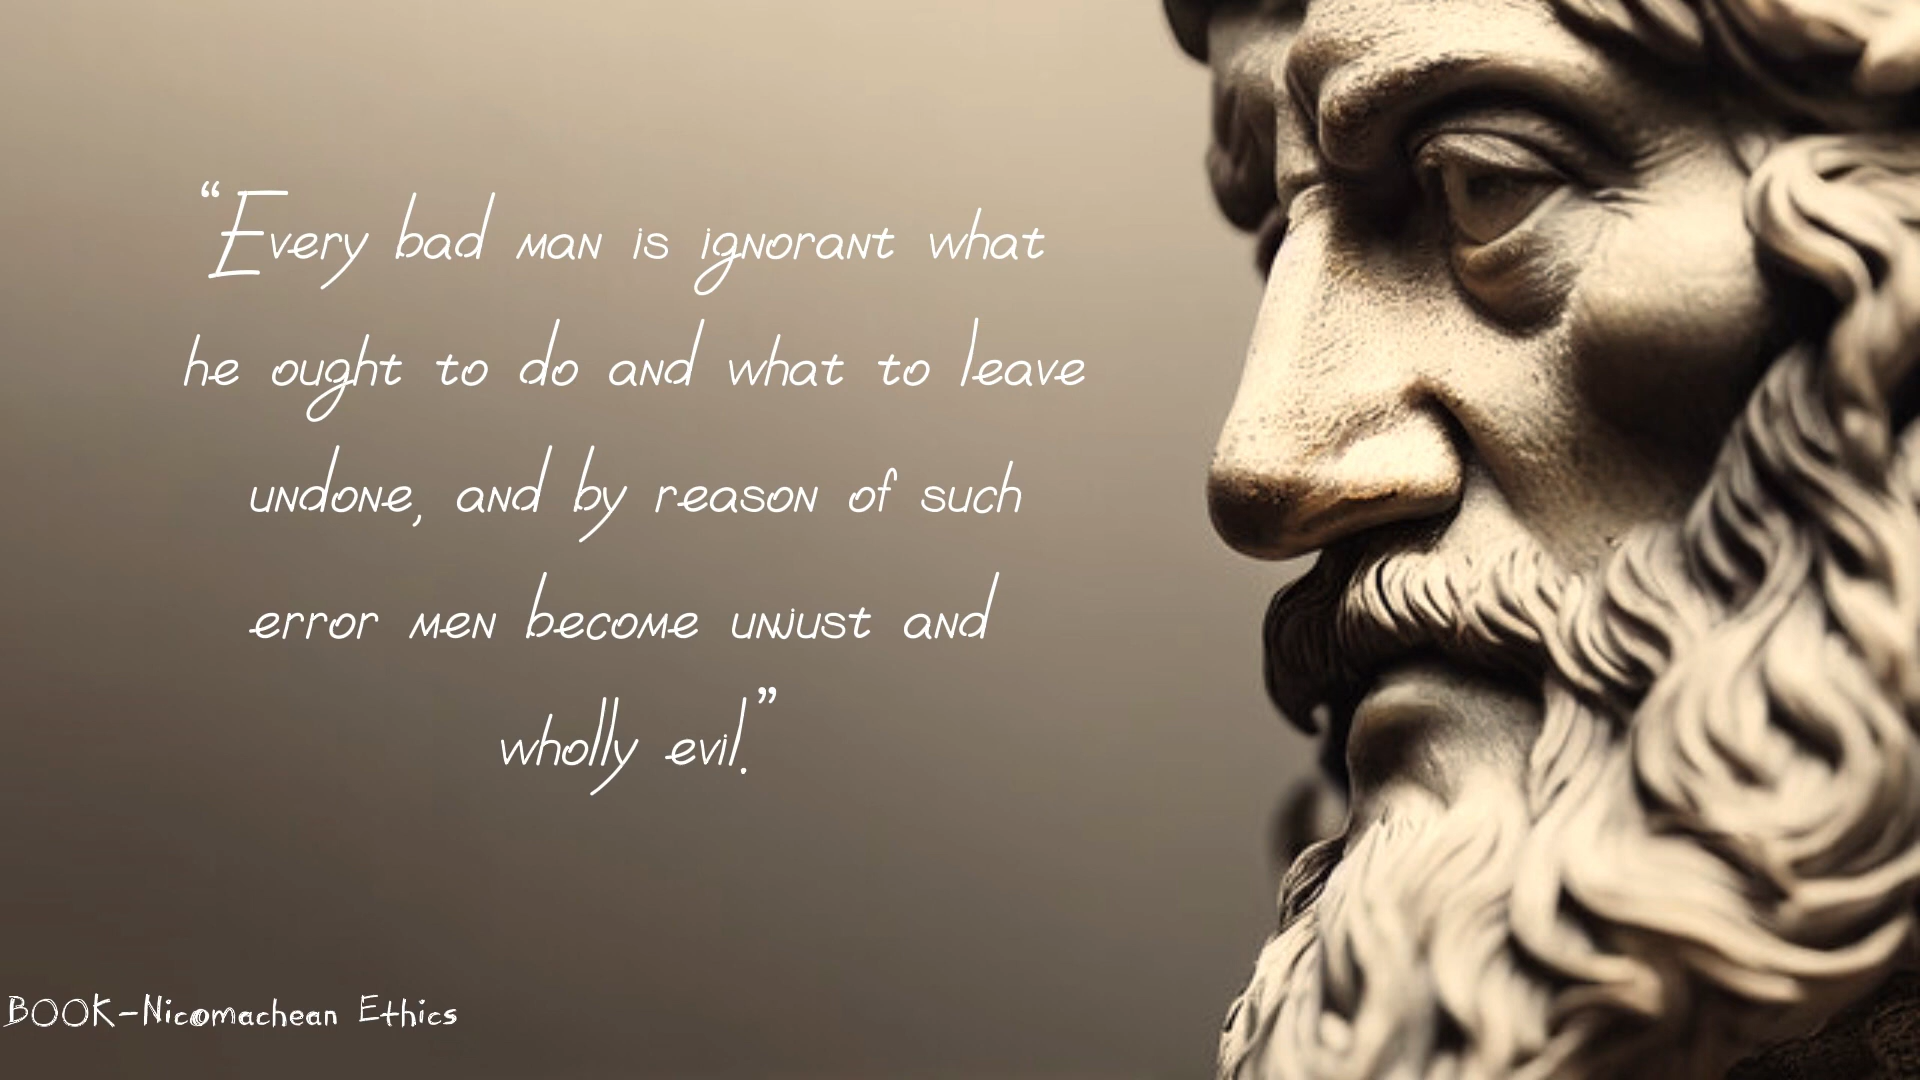 “Every bad man is ignorant what
he ought to do and what to leave
undone, and by reason of such
error men become unjust and
wholly evil.”
BOOK-Nicomachean Ethics